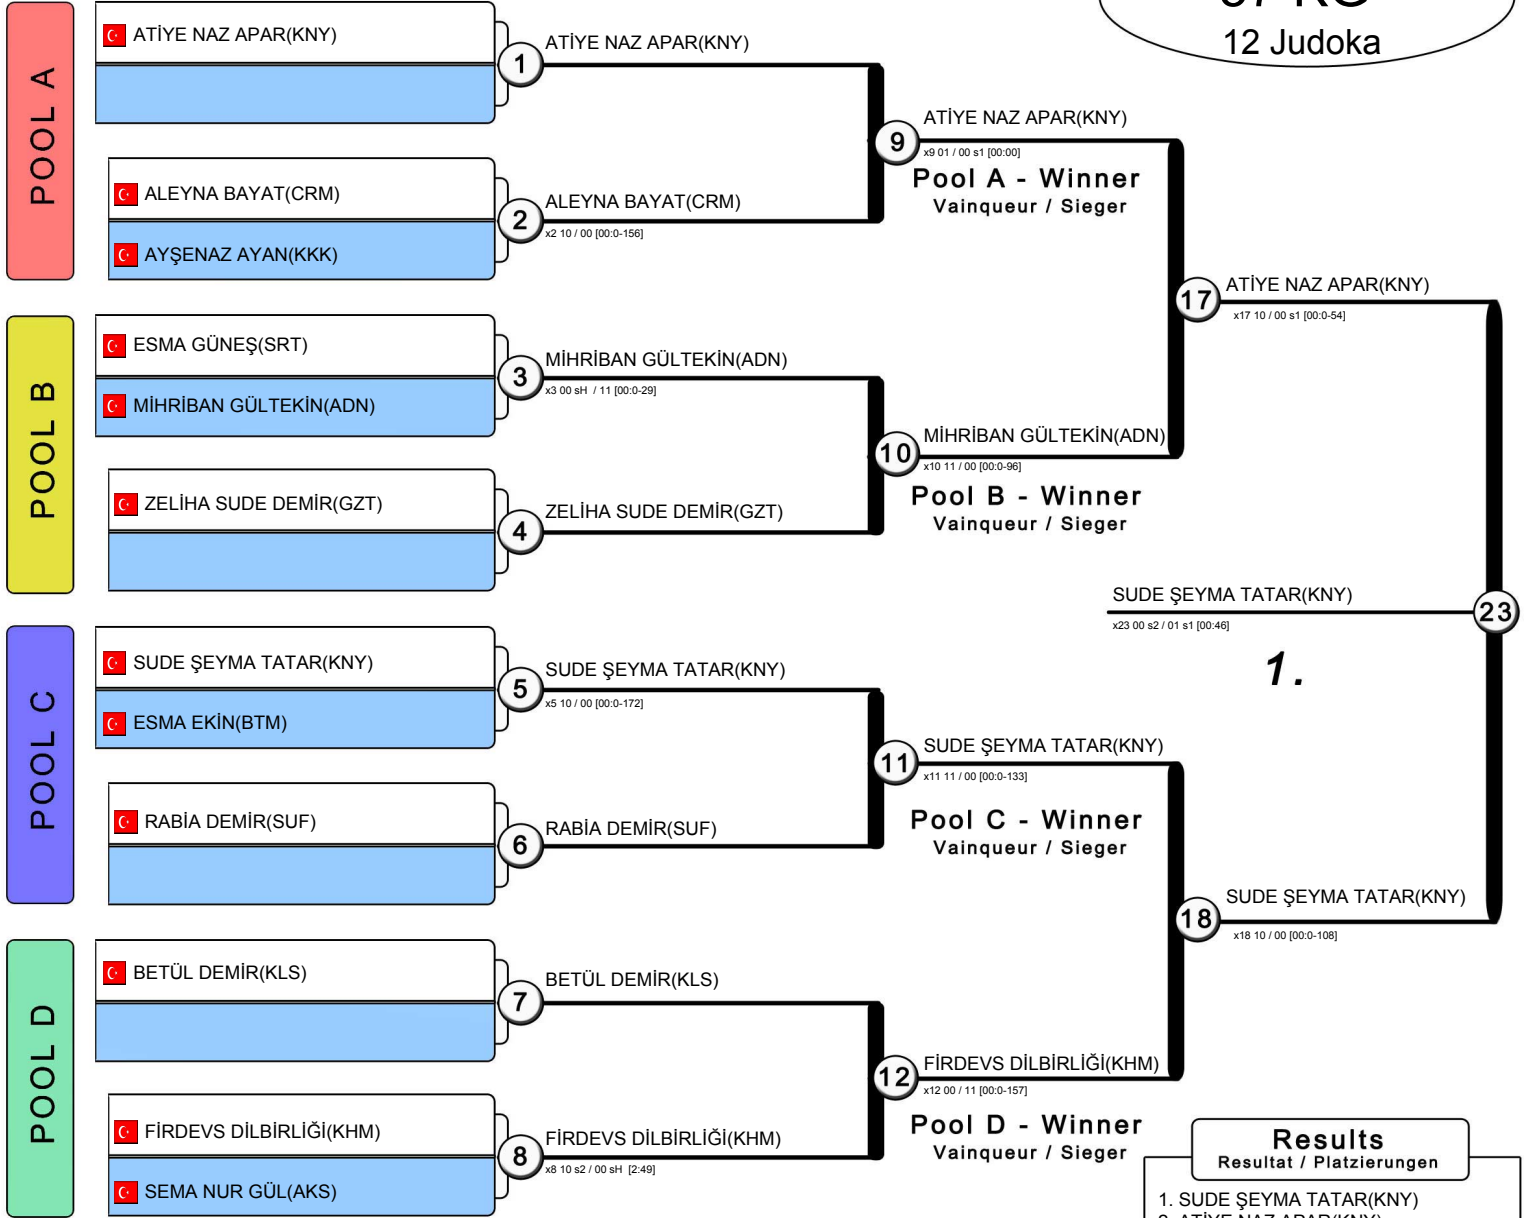 12 Judoka
POOL A
ATİYE NAZ APAR(KNY)
1
ATİYE NAZ APAR(KNY)
ALEYNA BAYAT(CRM)
AYŞENAZ AYAN(KKK)
2
ALEYNA BAYAT(CRM)
x2 10 / 00 [00:0-156]
9
ATİYE NAZ APAR(KNY)
x9 01 / 00 s1 [00:00]
Pool A - Winner
Vainqueur / Sieger
POOL B
ESMA GÜNEŞ(SRT)
MİHRİBAN GÜLTEKİN(ADN)
3
MİHRİBAN GÜLTEKİN(ADN)
x3 00 sH / 11 [00:0-29]
ZELİHA SUDE DEMİR(GZT)
4
ZELİHA SUDE DEMİR(GZT)
10
MİHRİBAN GÜLTEKİN(ADN)
x10 11 / 00 [00:0-96]
Pool B - Winner
Vainqueur / Sieger
17
ATİYE NAZ APAR(KNY)
x17 10 / 00 s1 [00:0-54]
SUDE ŞEYMA TATAR(KNY)
23
x23 00 s2 / 01 s1 [00:46]
1.
POOL C
SUDE ŞEYMA TATAR(KNY)
ESMA EKİN(BTM)
5
SUDE ŞEYMA TATAR(KNY)
x5 10 / 00 [00:0-172]
RABİA DEMİR(SUF)
6
RABİA DEMİR(SUF)
11
SUDE ŞEYMA TATAR(KNY)
x11 11 / 00 [00:0-133]
Pool C - Winner
Vainqueur / Sieger
18
SUDE ŞEYMA TATAR(KNY)
x18 10 / 00 [00:0-108]
POOL D
BETÜL DEMİR(KLS)
7
BETÜL DEMİR(KLS)
FİRDEVS DİLBİRLİĞİ(KHM)
SEMA NUR GÜL(AKS)
8
FİRDEVS DİLBİRLİĞİ(KHM)
x8 10 s2 / 00 sH [2:49]
12
FİRDEVS DİLBİRLİĞİ(KHM)
x12 00 / 11 [00:0-157]
Pool D - Winner
Vainqueur / Sieger
Results
Resultat / Platzierungen
1. SUDE ŞEYMA TATAR(KNY)
2. ATİYE NAZ APAR(KNY)